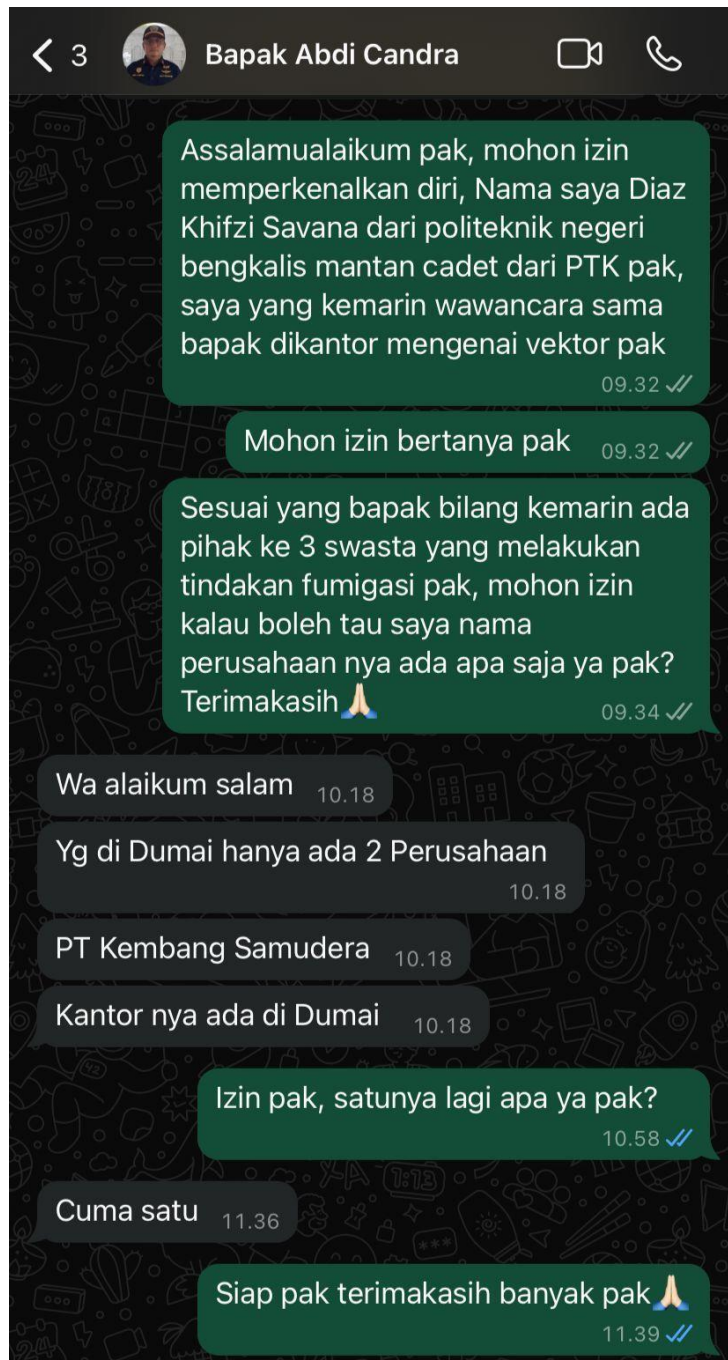 3 Bapak Abdi Candra
Assalamualaikum pak, mohon izin
memperkenalkan diri, Nama saya Diaz
Khifzi Savana dari politeknik negeri
bengkalis mantan cadet dari PTK pak,
saya yang kemarin wawancara sama
bapak dikantor mengenai vektor pak
09.32
Mohon izin bertanya pak 09.32
Sesuai yang bapak bilang kemarin ada
pihak ke 3 swasta yang melakukan
tindakan fumigasi pak, mohon izin
kalau boleh tau saya nama
perusahaan nya ada apa saja ya pak?
Terimakasih🙏🏻 09.34
Wa alaikum salam 10.18
Yg di Dumai hanya ada 2 Perusahaan
10.18
PT Kembang Samudera 10.18
Kantor nya ada di Dumai 10.18
Izin pak, satunya lagi apa ya pak?
10.58
Cuma satu 11.36
Siap pak terimakasih banyak pak🙏🏻
11.39